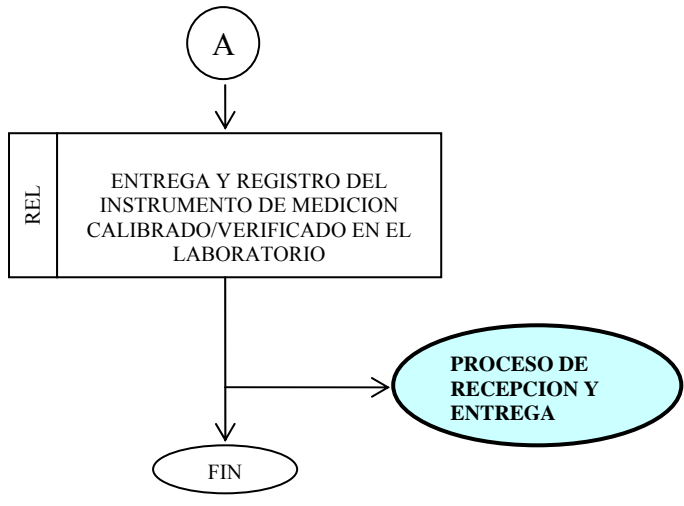 A
REL
ENTREGA Y REGISTRO DEL
INSTRUMENTO DE MEDICION
CALIBRADO/VERIFICADO EN EL
LABORATORIO
PROCESO DE
RECEPCION Y
ENTREGA
FIN